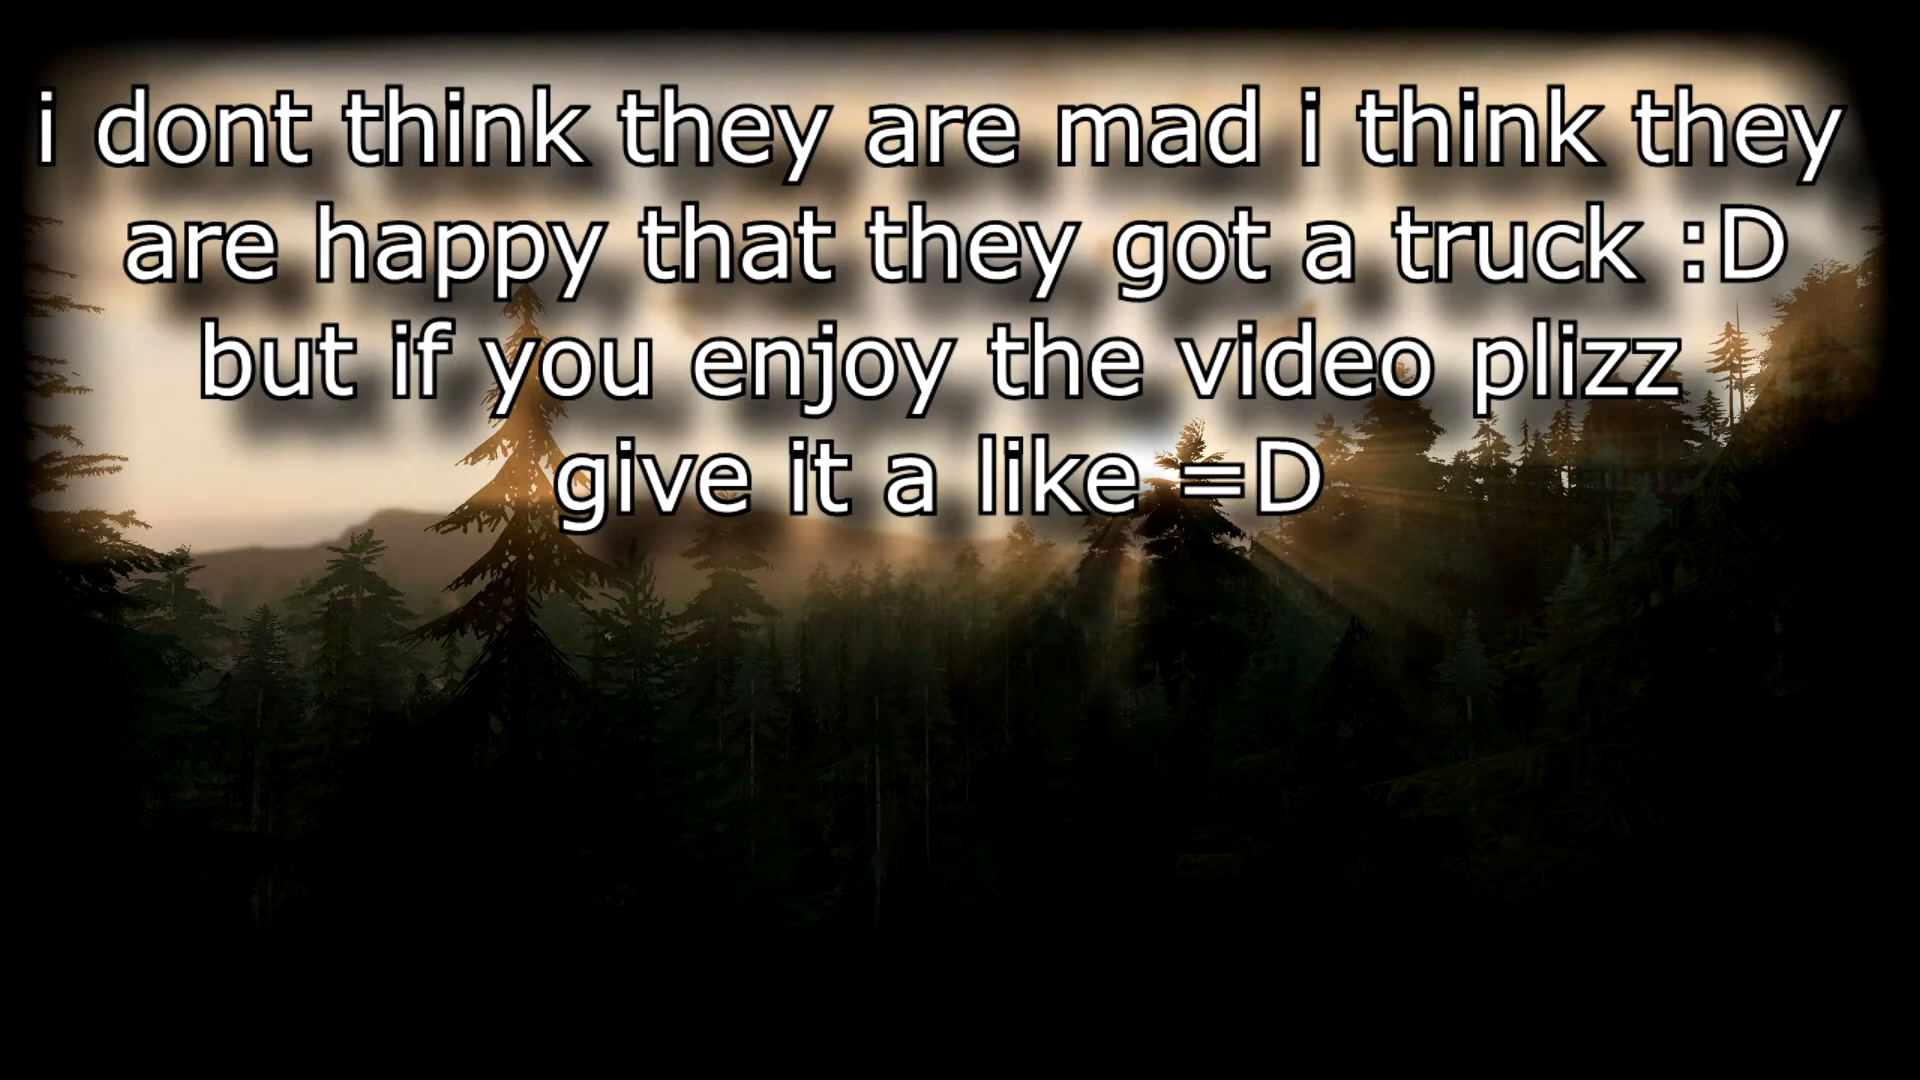 i dont think they are mad i think they
are happy that they got a truck :D
but if you enjoy the video plizz
give it a like =D